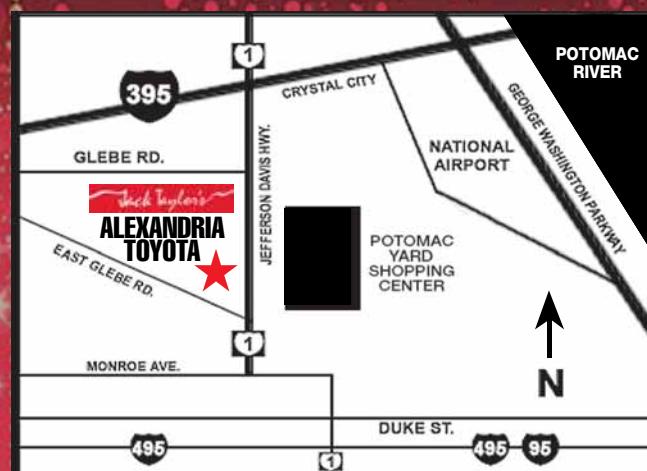 1
POTOMAC
RIVER
395
CRYSTAL CITY
GEORGE WASHINGTON PARKWAY
GLEBE RD.
JEFFERSON DAVIS HWY.
NATIONAL
AIRPORT
Jack Taylor's
ALEXANDRIA
TOYOTA
EAST GLEBE RD.
POTOMAC
YARD
SHOPPING
CENTER
1
MONROE AVE.
N
DUKE ST.
495
1
495
95